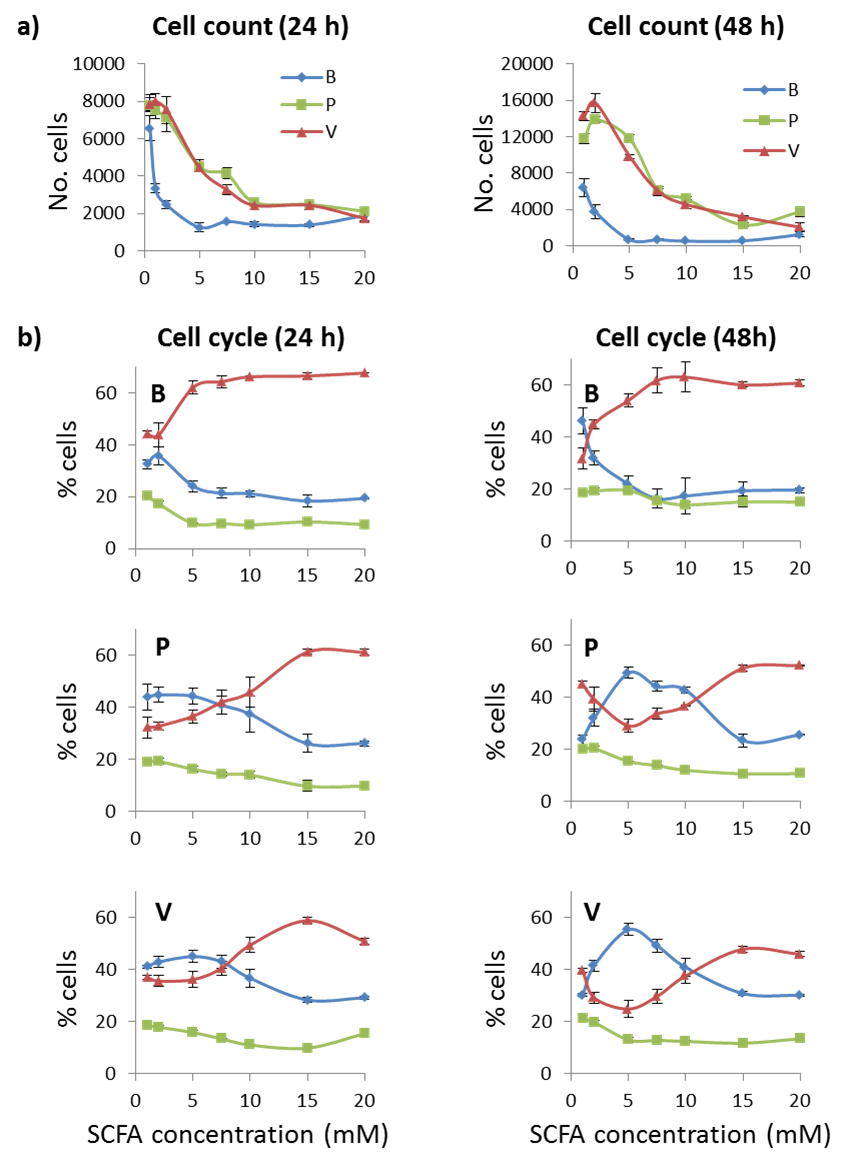 a)
Cell count (24 h)
Cell count (48 h)
No. cells
10000
8000
6000
4000
2000
0
0 5 10 15 20
B
P
V
No. cells
20000
16000
12000
8000
4000
0
0 5 10 15 20
B
P
V
b)
Cell cycle (24 h)
Cell cycle (48h)
B
% cells
60
40
20
0
0 5 10 15 20
B
% cells
60
40
20
0
0 5 10 15 20
P
% cells
60
40
20
0
0 5 10 15 20
P
% cells
60
40
20
0
0 5 10 15 20
V
% cells
60
40
20
0
0 5 10 15 20
SCFA concentration (mM)
V
% cells
60
40
20
0
0 5 10 15 20
SCFA concentration (mM)